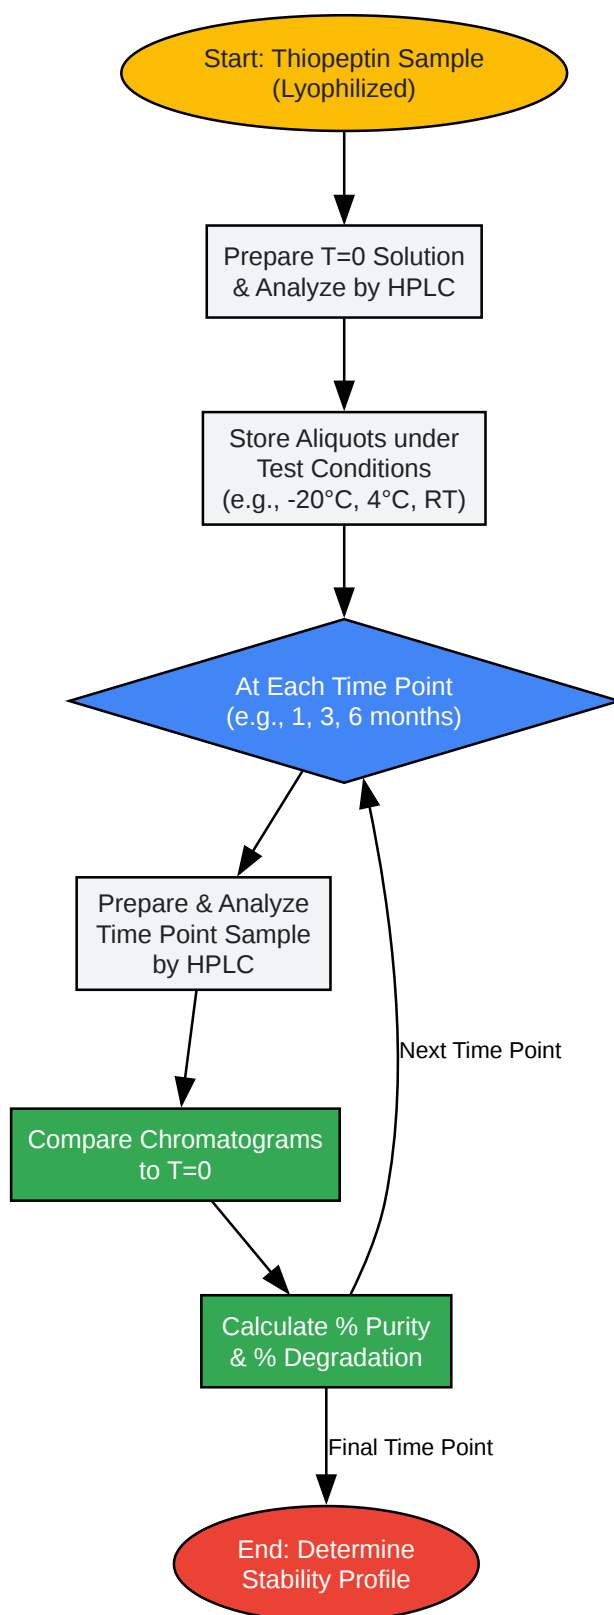 Start: Thiopeptin Sample
(Lyophilized)
Prepare T=0 Solution
& Analyze by HPLC
Store Aliquots under
Test Conditions
(e.g., -20°C, 4°C, RT)
At Each Time Point
(e.g., 1, 3, 6 months)
Prepare & Analyze
Time Point Sample
by HPLC
Next Time Point
Compare Chromatograms
to T=0
Calculate % Purity
& % Degradation
Final Time Point
End: Determine
Stability Profile